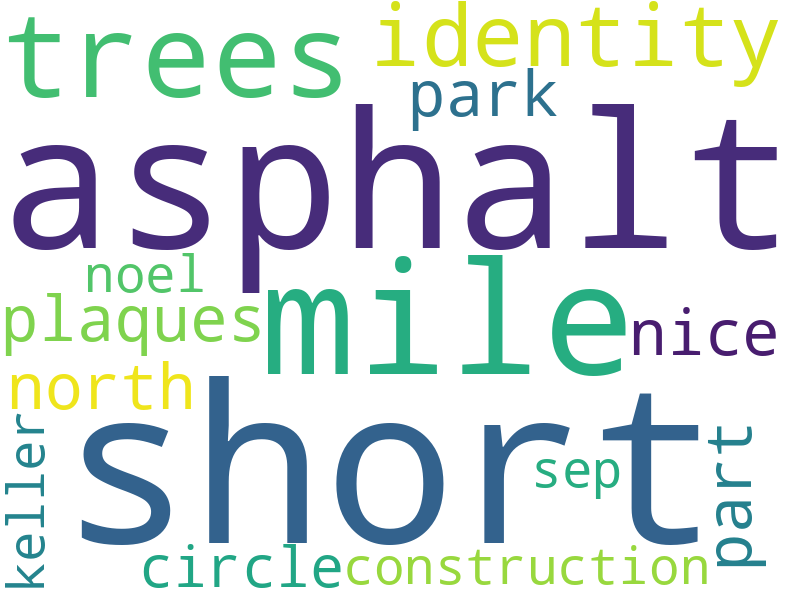 trees identity
park
asphalt
noel
mile
plaques
nice
north
short
keller
part
sep
circle construction